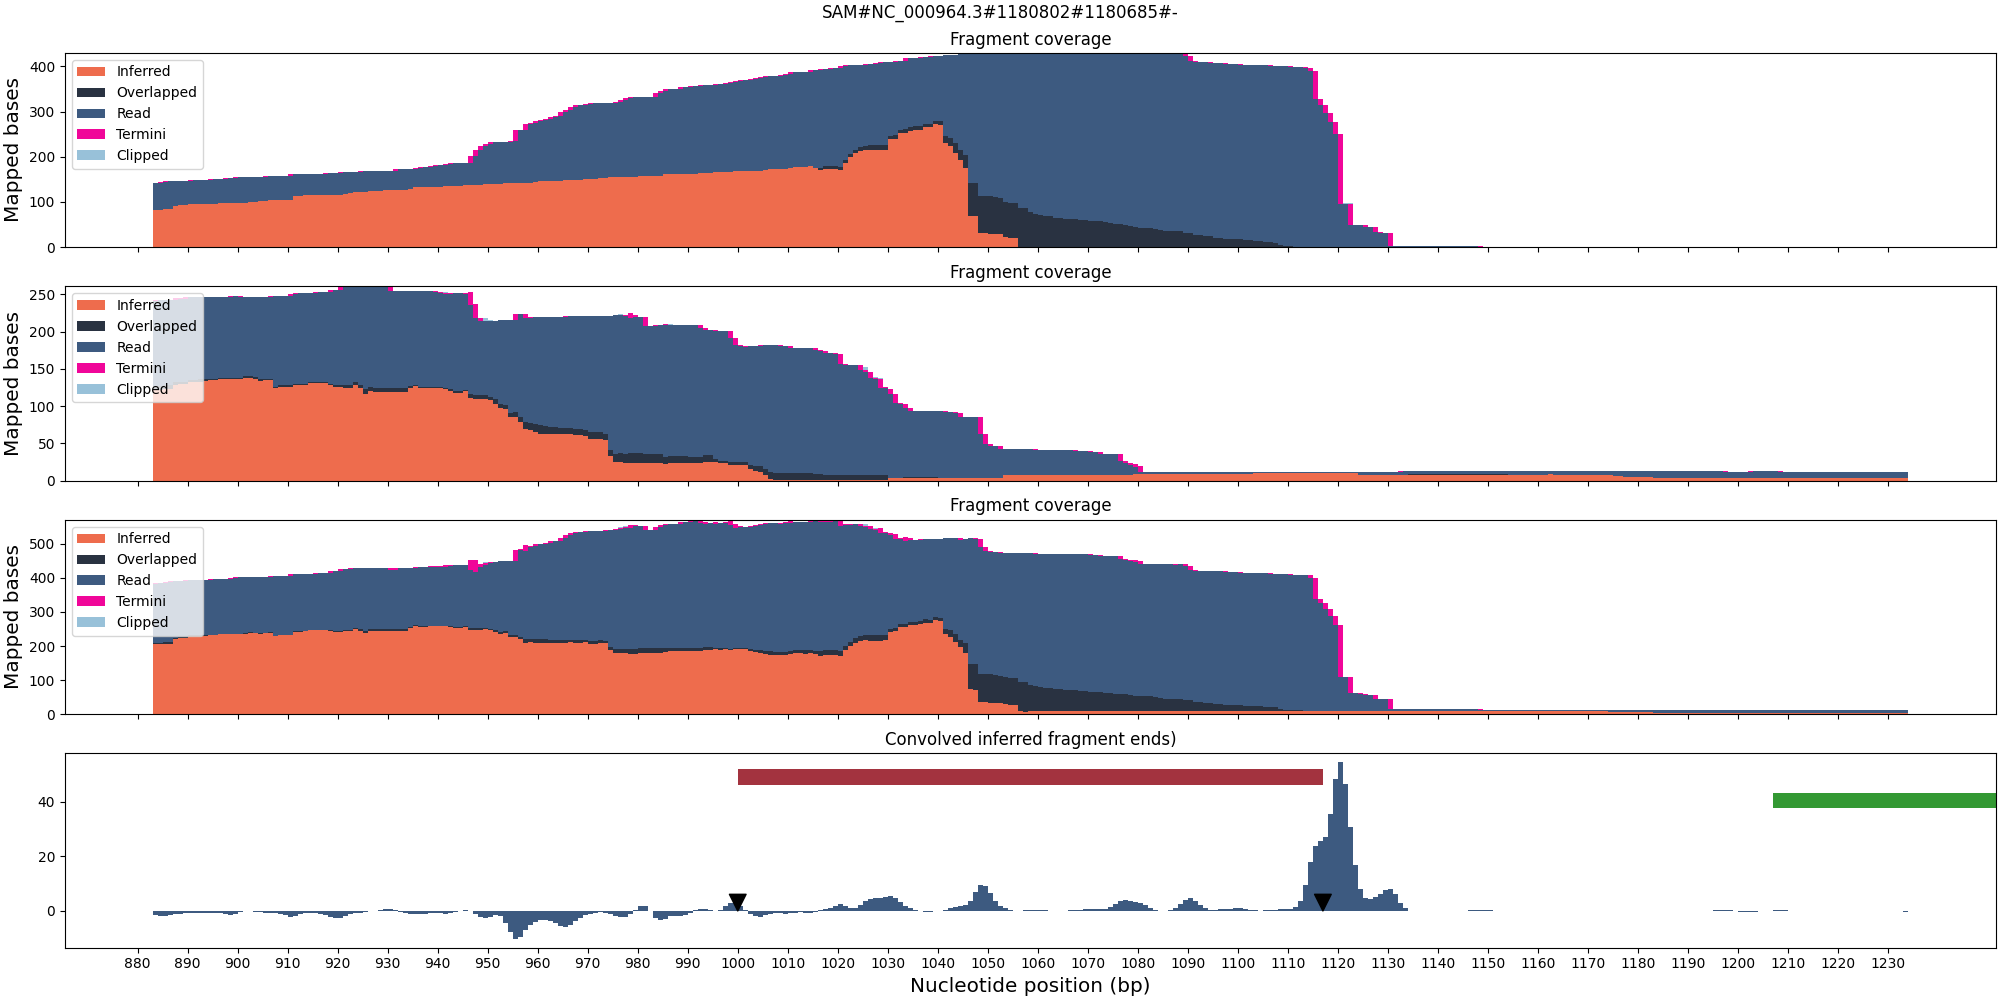 SAM#NC_000964.3#1180802#1180685#-
Fragment coverage
Mapped bases
400
300
200
100
0
Inferred
Overlapped
Read
Termini
Clipped
Fragment coverage
Mapped bases
250
200
150
100
50
0
Inferred
Overlapped
Read
Termini
Clipped
Fragment coverage
Mapped bases
500
400
300
200
100
0
Inferred
Overlapped
Read
Termini
Clipped
Convolved inferred fragment ends)
40
20
0
880 890 900 910 920 930 940 950 960 970 980 990 1000 1010 1020 1030 1040 1050 1060 1070 1080 1090 1100 1110 1120 1130 1140 1150 1160 1170 1180 1190 1200 1210 1220 1230
Nucleotide position (bp)